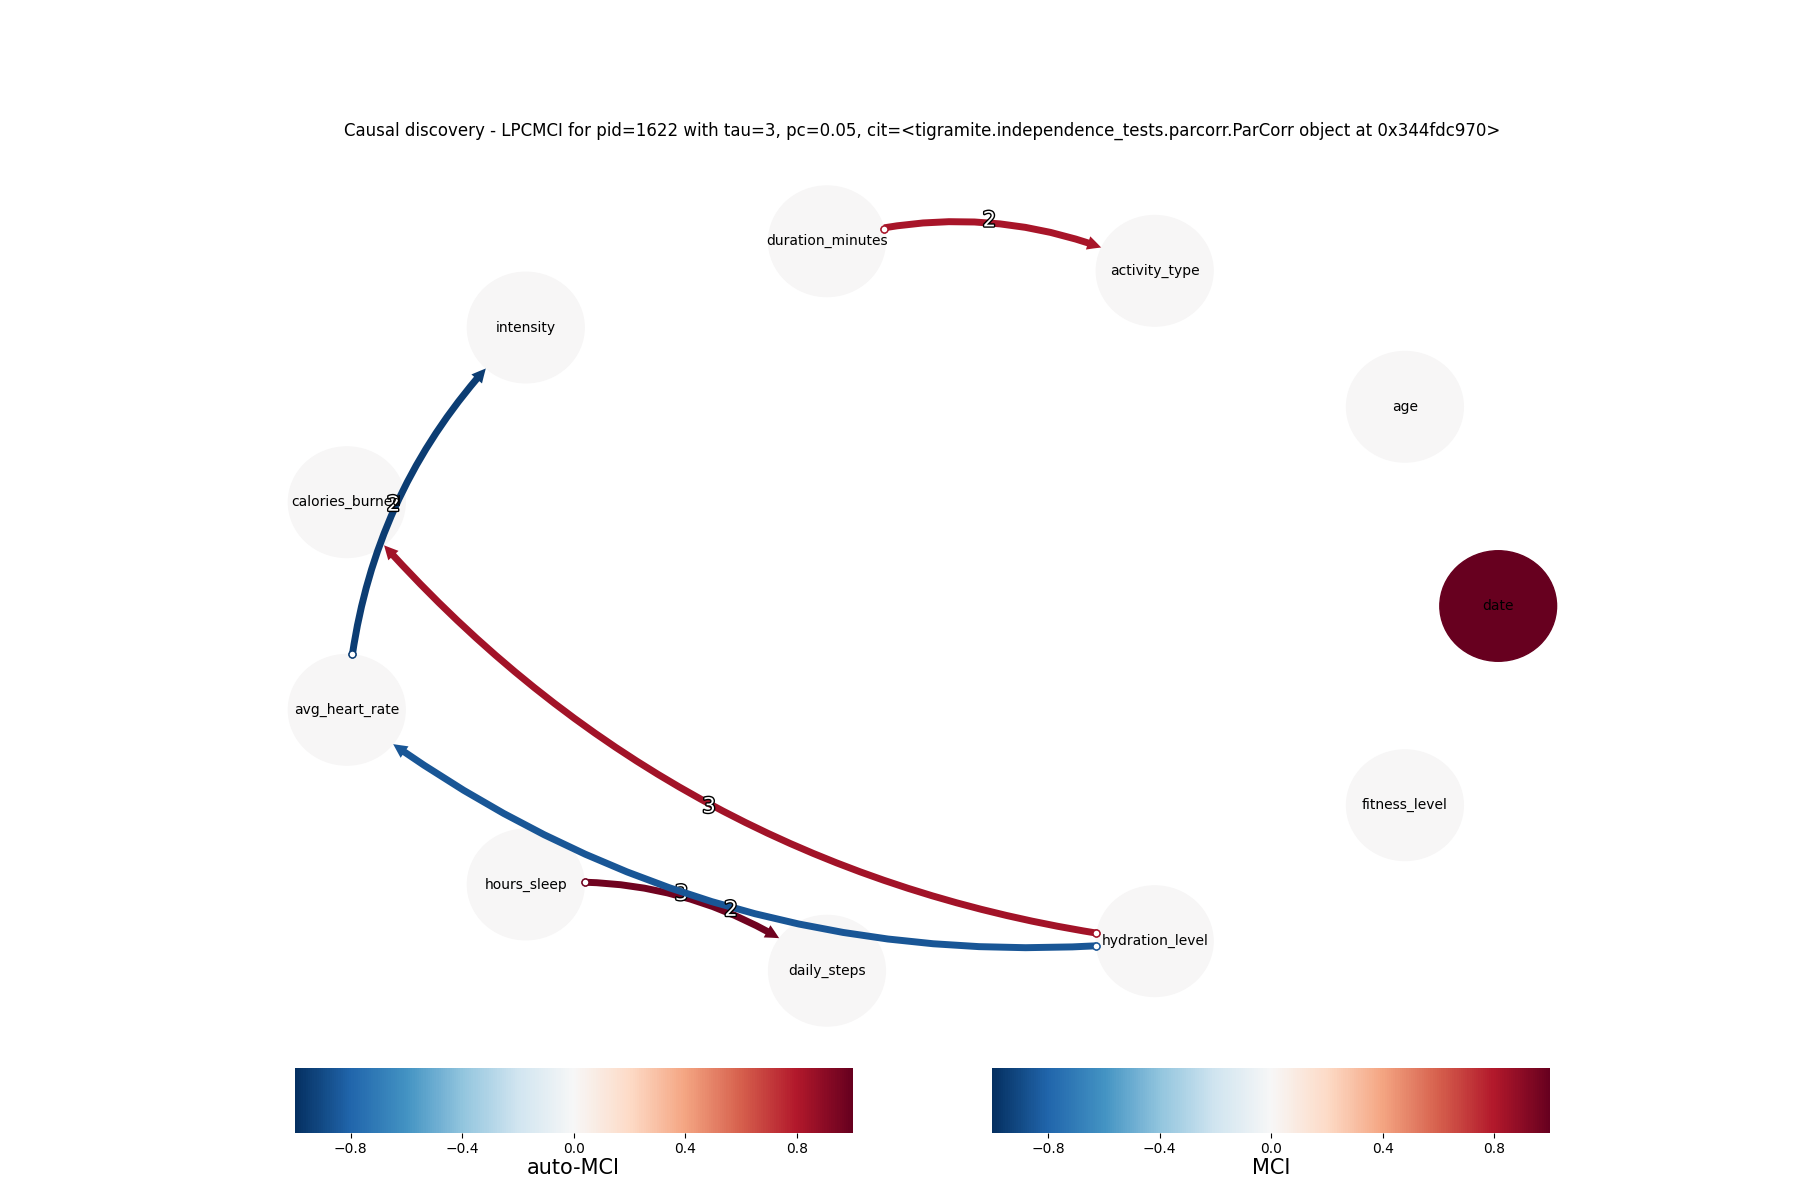 Causal discovery - LPCMCI for pid=1622 with tau=3, pc=0.05, cit=<tigramite.independence_tests.parcorr.ParCorr object at 0x344fdc970>
2
duration_minutes
activity_type
intensity
age
calories_burned
2
date
avg_heart_rate
3
fitness_level
hours_sleep
3
2
hydration_level
daily_steps
−0.8 −0.4 0.0 0.4 0.8
auto-MCI
−0.8 −0.4 0.0 0.4 0.8
MCI